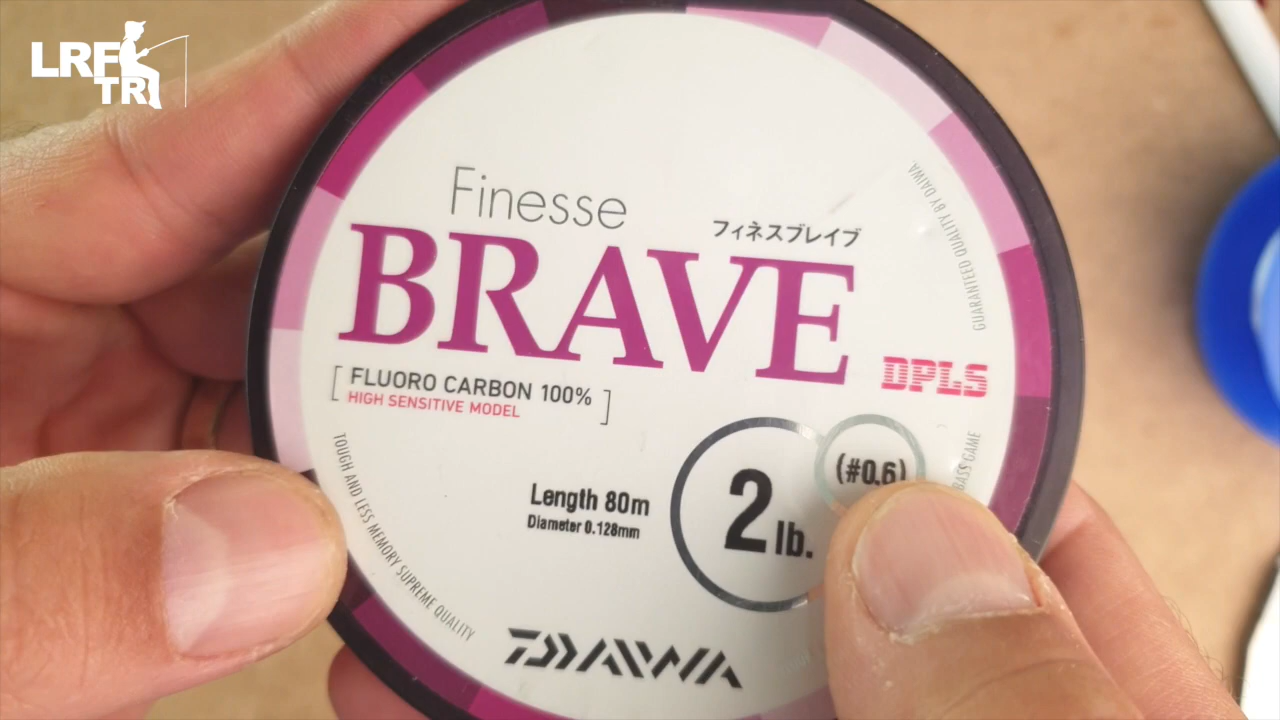 LRF
TR
Finesse
フィネスブレイブ
BRAVE
DPLS
[FLUORO CARBON 100%
HIGH SENSITIVE MODEL]
GUARANTEED QUALITY BY DAIWA.
BASS GAME
TOUGH AND LESS MEMORY SUPREME QUALITY
(#0.6)
Length 80m
Diameter 0.128mm
2 lb.
DAIWA